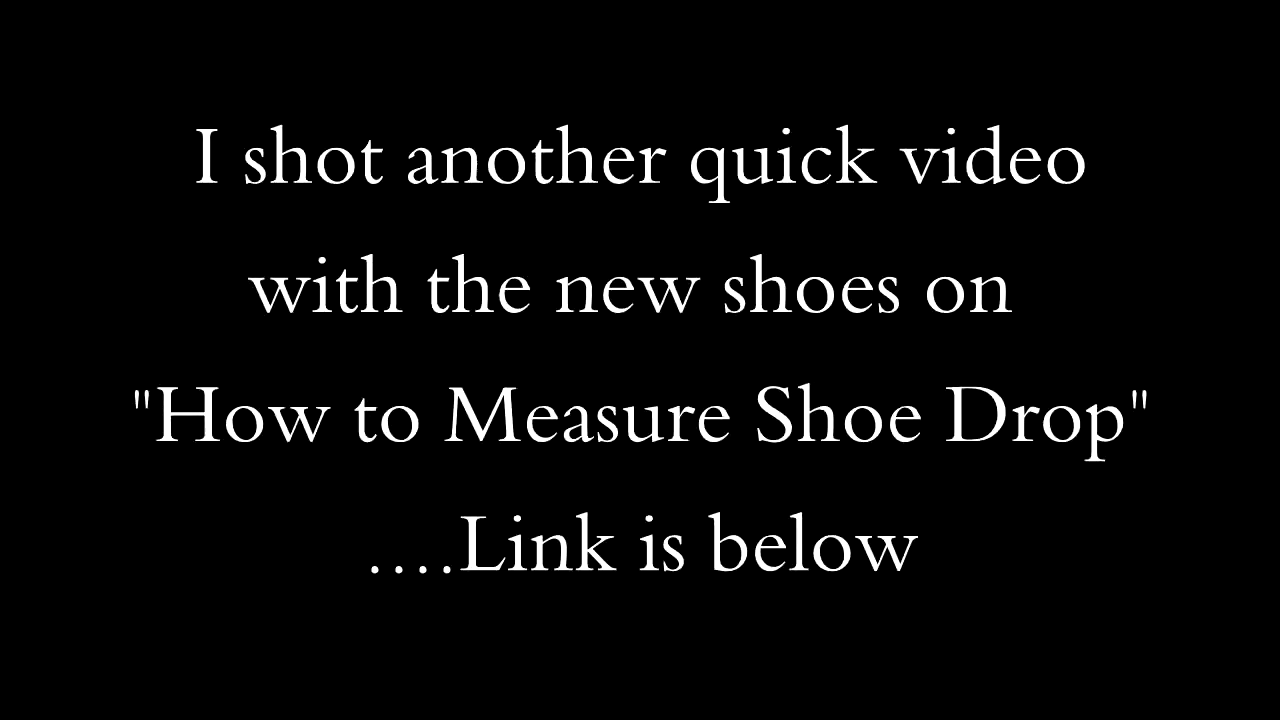 I shot another quick video
with the new shoes on
"How to Measure Shoe Drop"
....Link is below